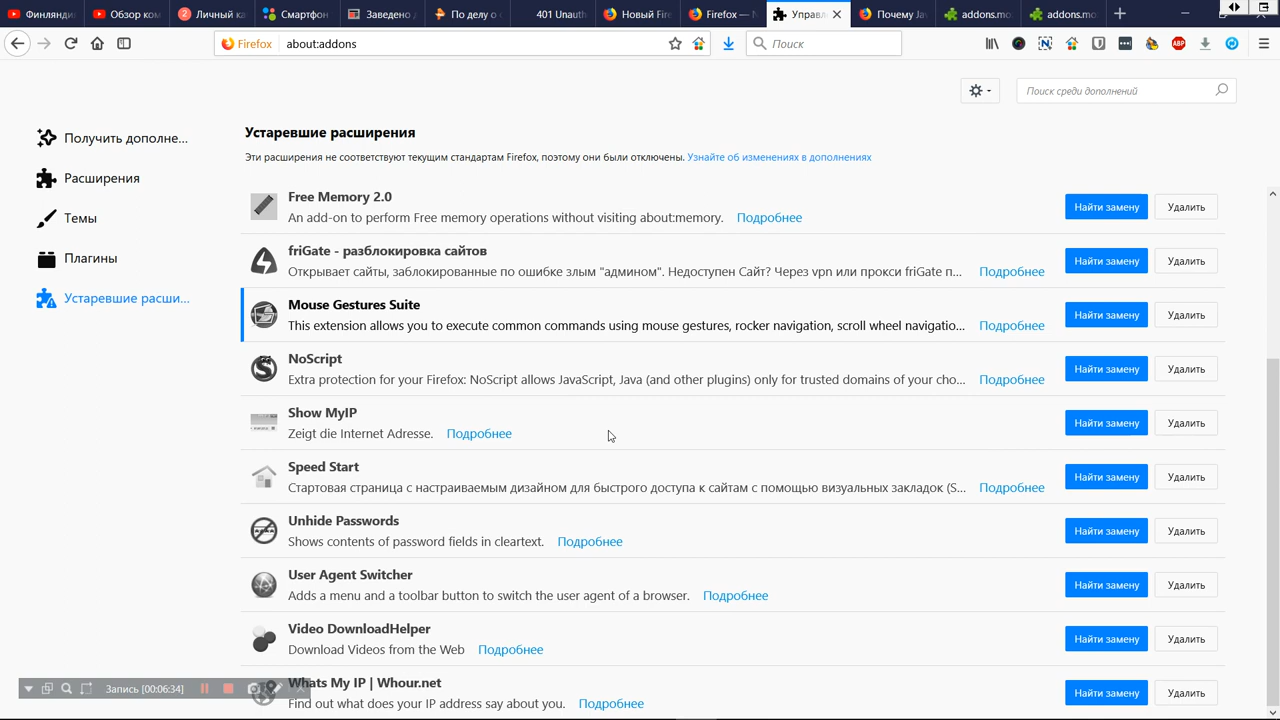 Финлянди
Обзор ком
2 Личный ка
Смартфон
Заведено д
По делу о с
401 Unauth
Новый Fire
Firefox — N
Управл
Почему Ja
addons.mo
addons.mo
Firefox
about:addons
Поиск
ABP
Поиск среди дополнений
Получить дополне...
Расширения
Темы
Плагины
Устаревшие расши...
Устаревшие расширения
Эти расширения не соответствуют текущим стандартам Firefox, поэтому они были отключены. Узнайте об изменениях в дополнениях
Free Memory 2.0
An add-on to perform Free memory operations without visiting about:memory. Подробнее
Найти замену
Удалить
friGate - разблокировка сайтов
Открывает сайты, заблокированные по ошибке злым "админом". Недоступен Сайт? Через vpn или прокси friGate п... Подробнее
Найти замену
Удалить
Mouse Gestures Suite
This extension allows you to execute common commands using mouse gestures, rocker navigation, scroll wheel navigatio... Подробнее
Найти замену
Удалить
NoScript
Extra protection for your Firefox: NoScript allows JavaScript, Java (and other plugins) only for trusted domains of your cho... Подробнее
Найти замену
Удалить
Show MyIP
Zeigt die Internet Adresse. Подробнее
Найти замену
Удалить
Speed Start
Стартовая страница с настраиваемым дизайном для быстрого доступа к сайтам с помощью визуальных закладок (S... Подробнее
Найти замену
Удалить
Unhide Passwords
Shows contents of password fields in cleartext. Подробнее
Найти замену
Удалить
User Agent Switcher
Adds a menu and a toolbar button to switch the user agent of a browser. Подробнее
Найти замену
Удалить
Video DownloadHelper
Download Videos from the Web Подробнее
Найти замену
Удалить
Запись [00:06:34]
Whats My IP | Whour.net
Find out what does your IP address say about you. Подробнее
Найти замену
Удалить